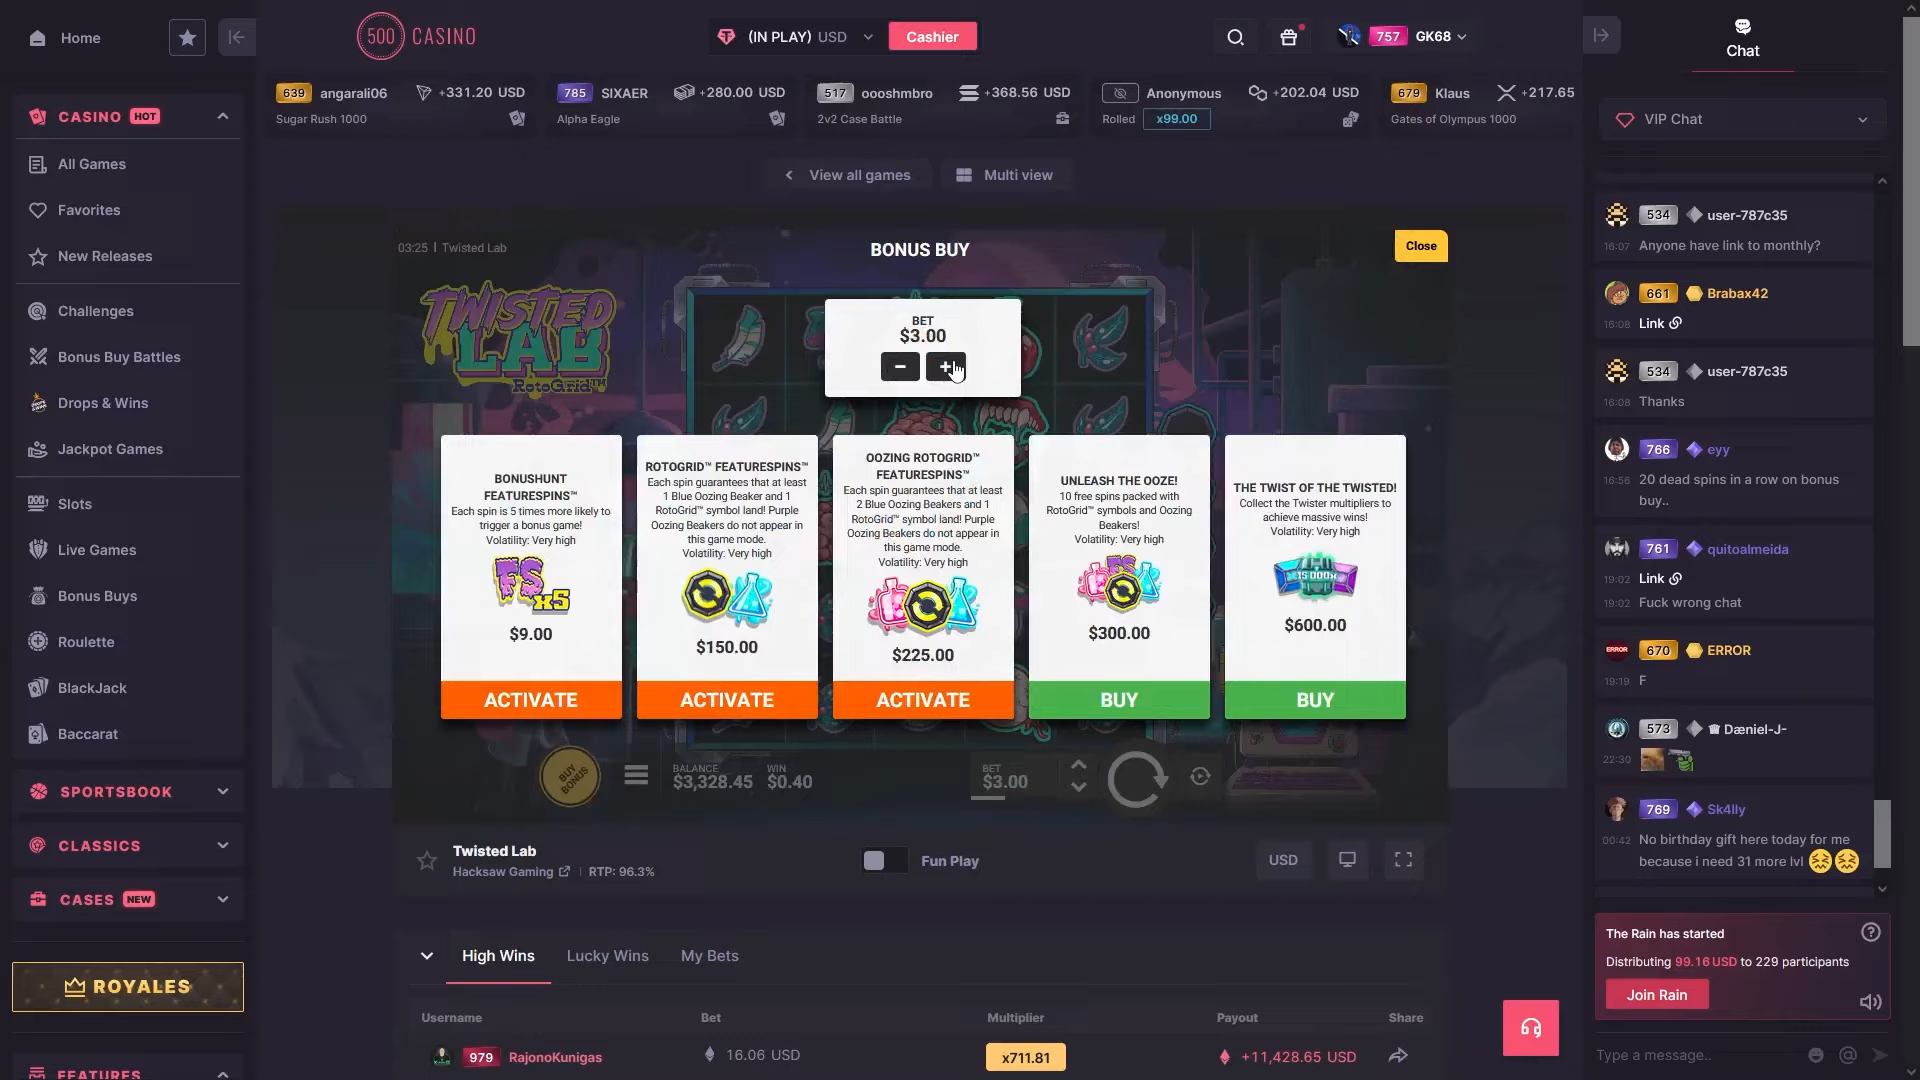 Home
500 CASINO
(IN PLAY) USD
Cashier
757 GK68
Chat
639 angarali06 +331.20 USD
Sugar Rush 1000
785 SIXAER +280.00 USD
Alpha Eagle
517 oooshmbro +368.56 USD
2v2 Case Battle
Anonymous +202.04 USD
Rolled x99.00
679 Klaus +217.65
Gates of Olympus 1000
CASINO HOT
All Games
Favorites
New Releases
Challenges
Bonus Buy Battles
Drops & Wins
Jackpot Games
Slots
Live Games
Bonus Buys
Roulette
BlackJack
Baccarat
SPORTSBOOK
CLASSICS
CASES NEW
ROYALES
FEATURES
View all games
Multi view
03:25 | Twisted Lab
BONUS BUY
Close
TWISTED
LAB
RotoGrid™
BET
$3.00
BONUSHUNT
FEATURESPINS™
Each spin is 5 times more likely to
trigger a bonus game!
Volatility: Very high
FS x5
$9.00
ACTIVATE
ROTOGRID™ FEATURESPINS™
Each spin guarantees that at least
1 Blue Oozing Beaker and 1
RotoGrid™ symbol land! Purple
Oozing Beakers do not appear in
this game mode.
Volatility: Very high
$150.00
ACTIVATE
OOZING ROTOGRID™
FEATURESPINS™
Each spin guarantees that at least
2 Blue Oozing Beakers and 1
RotoGrid™ symbol land! Purple
Oozing Beakers do not appear in
this game mode.
Volatility: Very high
$225.00
ACTIVATE
UNLEASH THE OOZE!
10 free spins packed with
RotoGrid™ symbols and Oozing
Beakers!
Volatility: Very high
FS
$300.00
BUY
THE TWIST OF THE TWISTED!
Collect the Twister multipliers to
achieve massive wins!
Volatility: Very high
15 000x
$600.00
BUY
BUY
BONUS
BALANCE
$3,328.45
WIN
$0.40
BET
$3.00
Twisted Lab
Hacksaw Gaming | RTP: 96.3%
Fun Play
USD
High Wins
Lucky Wins
My Bets
Username
Bet
Multiplier
Payout
Share
979 RajonoKunigas
16.06 USD
x711.81
+11,428.65 USD
VIP Chat
534 user-787c35
16:07 Anyone have link to monthly?
661 Brabax42
16:08 Link
534 user-787c35
16:08 Thanks
766 eyy
16:56 20 dead spins in a row on bonus
buy..
761 quitoalmeida
19:02 Link
19:02 Fuck wrong chat
ERROR 670 ERROR
19:19 F
573 ♛ Dæniel-J-
22:30
769 Sk4lly
00:42 No birthday gift here today for me
because i need 31 more lvl 😖😖
The Rain has started
Distributing 99.16 USD to 229 participants
Join Rain
Type a message..